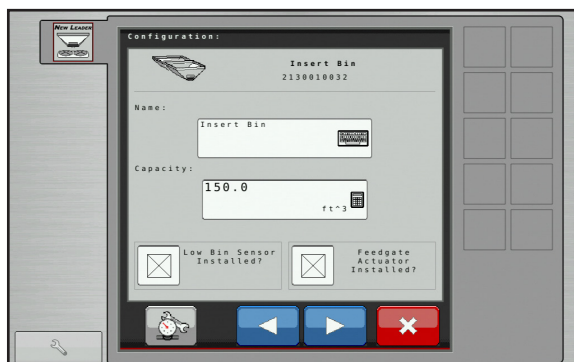 New Leader
Configuration:
Insert Bin
2130010032
Name:
Insert Bin
Capacity:
150.0
ft^3
Low Bin Sensor
Installed?
Feedgate
Actuator
Installed?